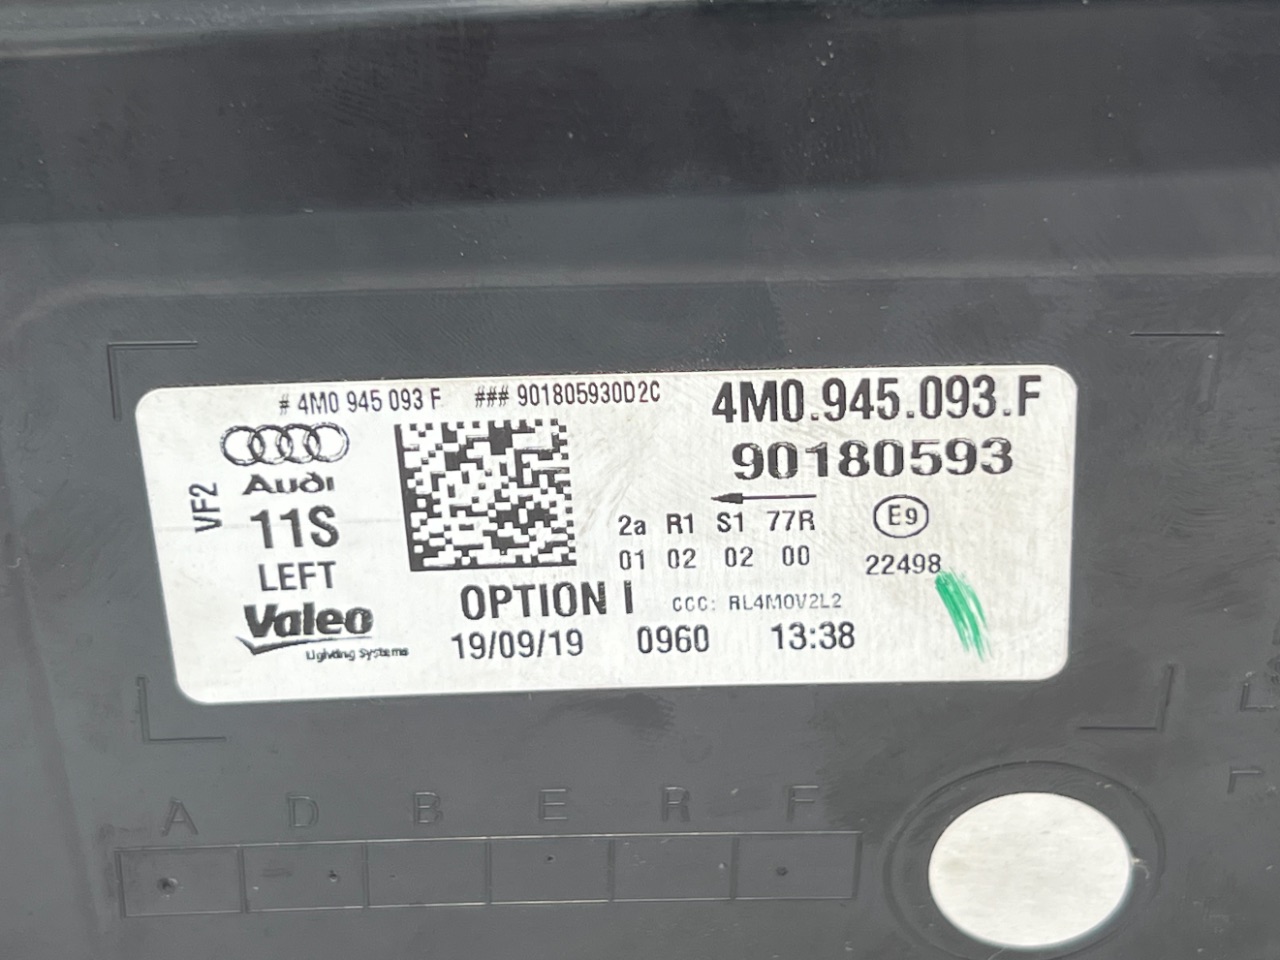 # 4M0 945 093 F ### 901805930D2C
4M0.945.093.F
90180593
Audi
VF2
11S
LEFT
Valeo
Lighting Systems
2a R1 S1 77R
01 02 02 00
E9
22498
OPTION I CCC: RL4M0V2L2
19/09/19 0960 13:38
A D B E R F